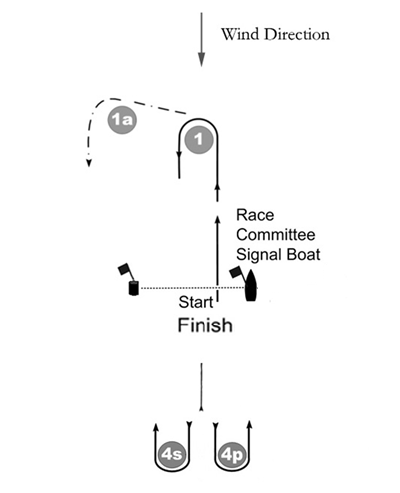 Wind Direction
1a
1
Race
Committee
Signal Boat
Start
Finish
4s
4p